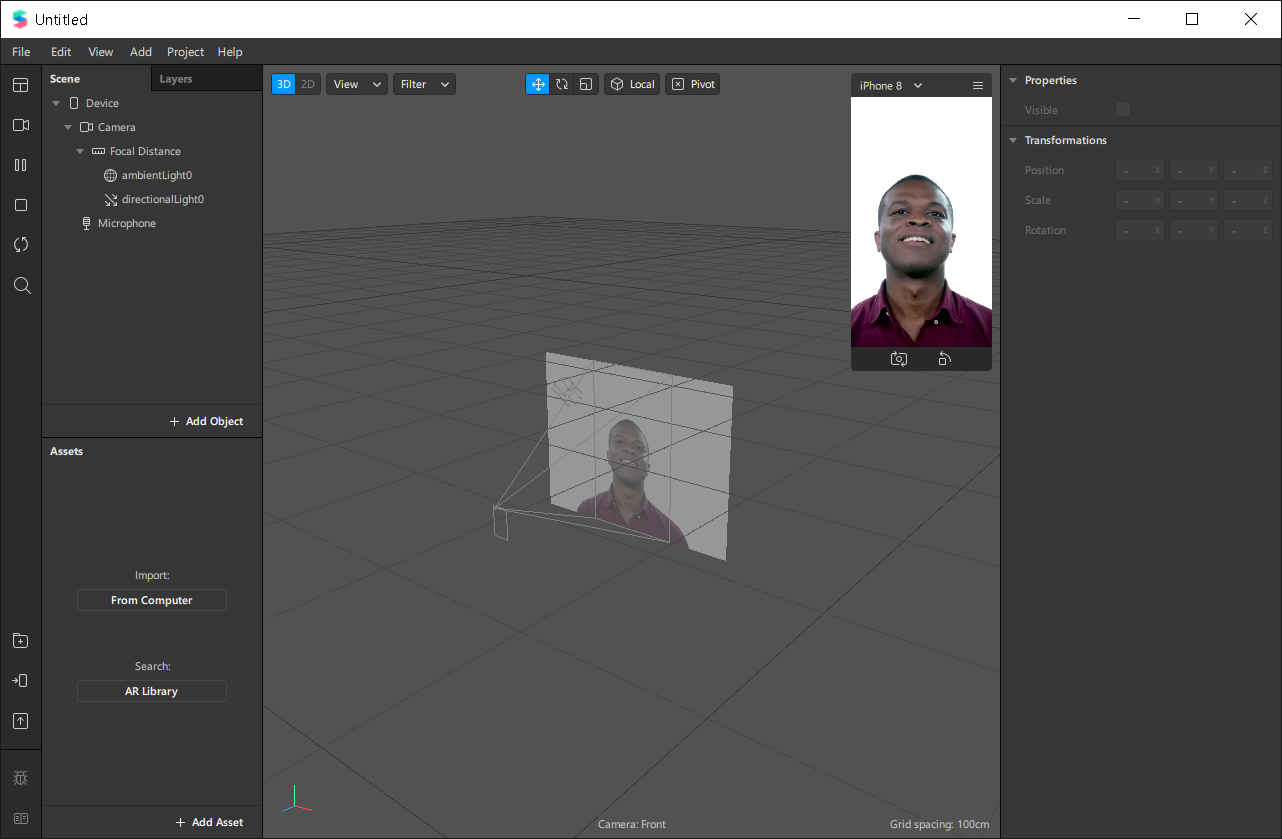 Untitled
File Edit View Add Project Help
Scene Layers
Device
Camera
Focal Distance
ambientLight0
directionalLight0
Microphone
+ Add Object
Assets
Import:
From Computer
Search:
AR Library
+ Add Asset
3D 2D View Filter Local Pivot
iPhone 8
Camera: Front
Grid spacing: 100cm
Properties
Visible
Transformations
Position - X - Y - Z
Scale - X - Y - Z
Rotation - X - Y - Z